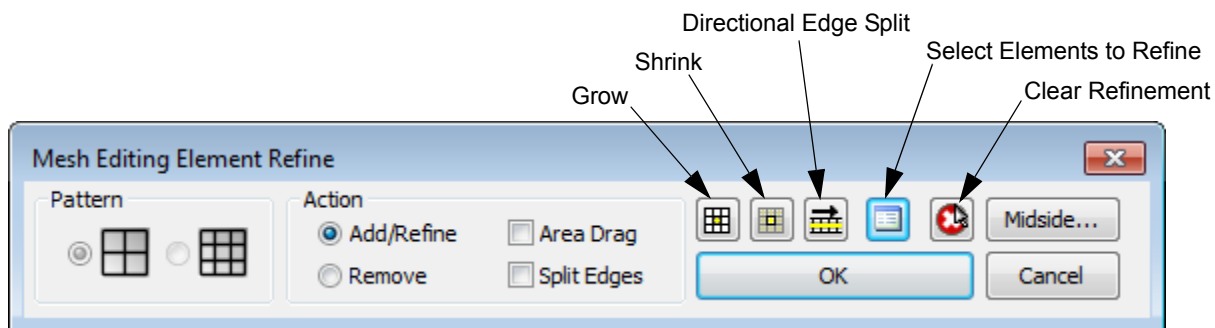 Directional Edge Split
Select Elements to Refine
Shrink
Clear Refinement
Grow
Mesh Editing Element Refine
Pattern
Action
Add/Refine
Area Drag
Midside...
Remove
Split Edges
OK
Cancel